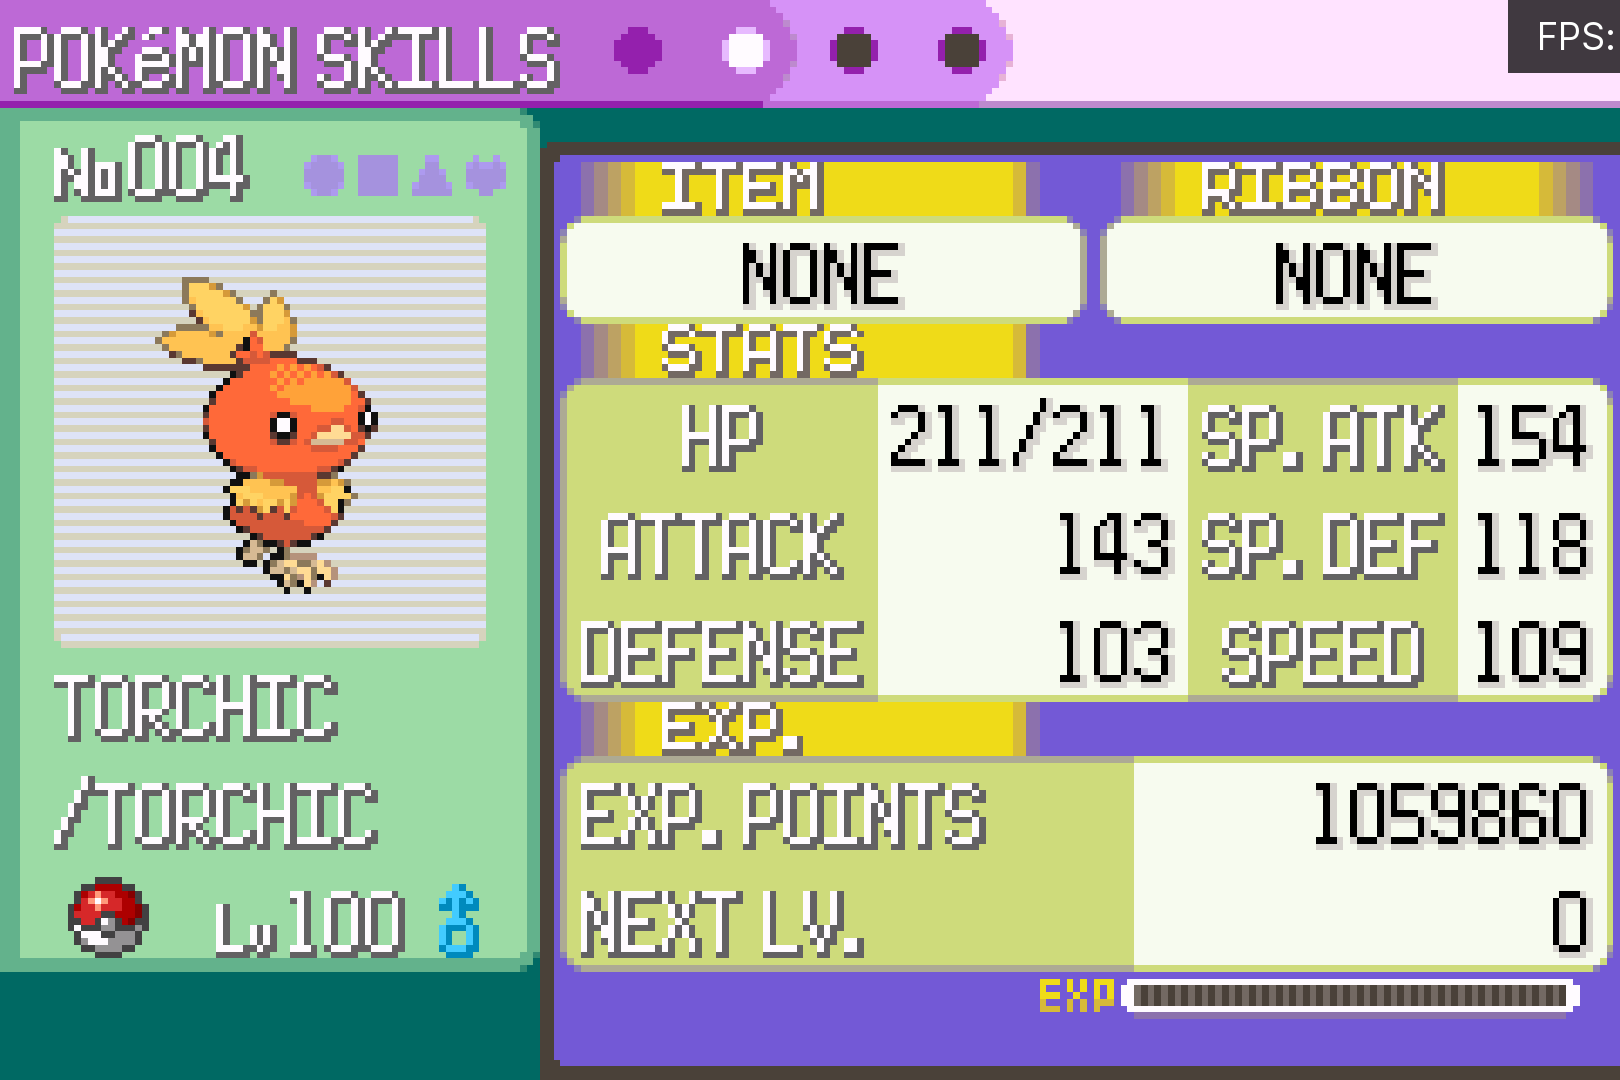 POKéMON SKILLS
FPS:
No004
ITEM
RIBBON
NONE
NONE
STATS
HP 211/211 SP. ATK 154
ATTACK 143 SP. DEF 118
DEFENSE 103 SPEED 109
TORCHIC
/TORCHIC
Lv100♂
EXP.
EXP. POINTS 1059860
NEXT LV. 0
EXP